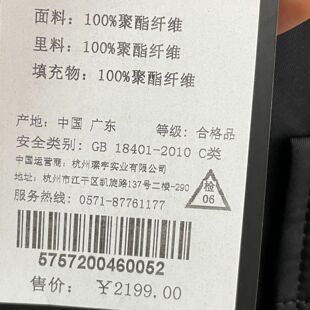 面料：100%聚酯纤维
里料：100%聚酯纤维
填充物：100%聚酯纤维
产地：中国 广东 等级：合格品
安全类别：GB 18401-2010 C类
中国运营商：杭州璨宇实业有限公司
地址：杭州市江干区凯旋路137号二楼-290
服务热线：0571-87761177
检
06
5757200460052
售价： ￥2199.00